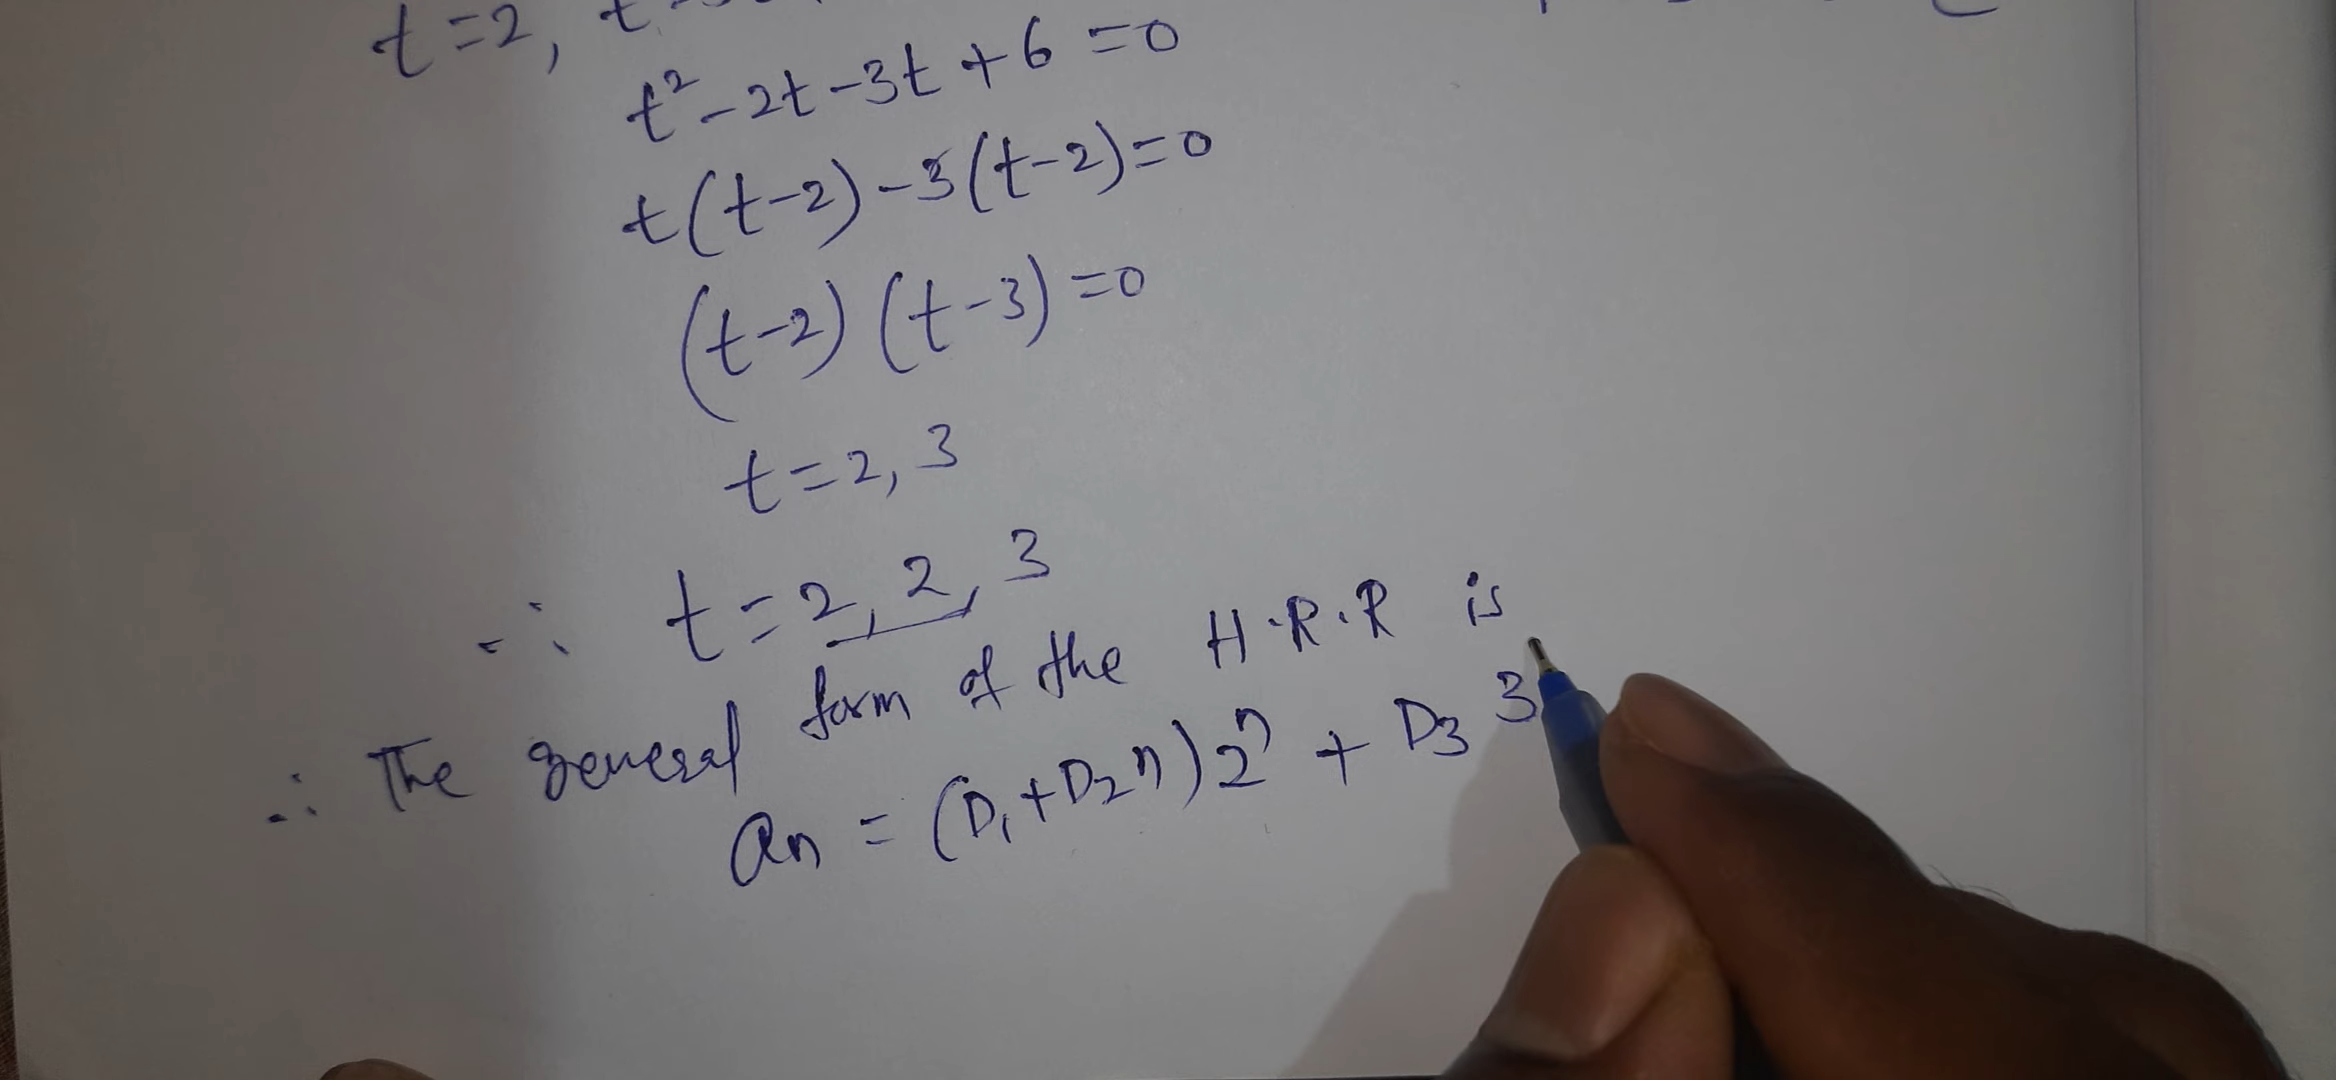 t=2,
t²-2t-3t+6=0
t(t-2)-3(t-2)=0
(t-2)(t-3)=0
t=2,3
∴ t=2,2,3
∴ The general form of the H.R.R is
an = (D₁+D₂n)2ⁿ + D₃ 3